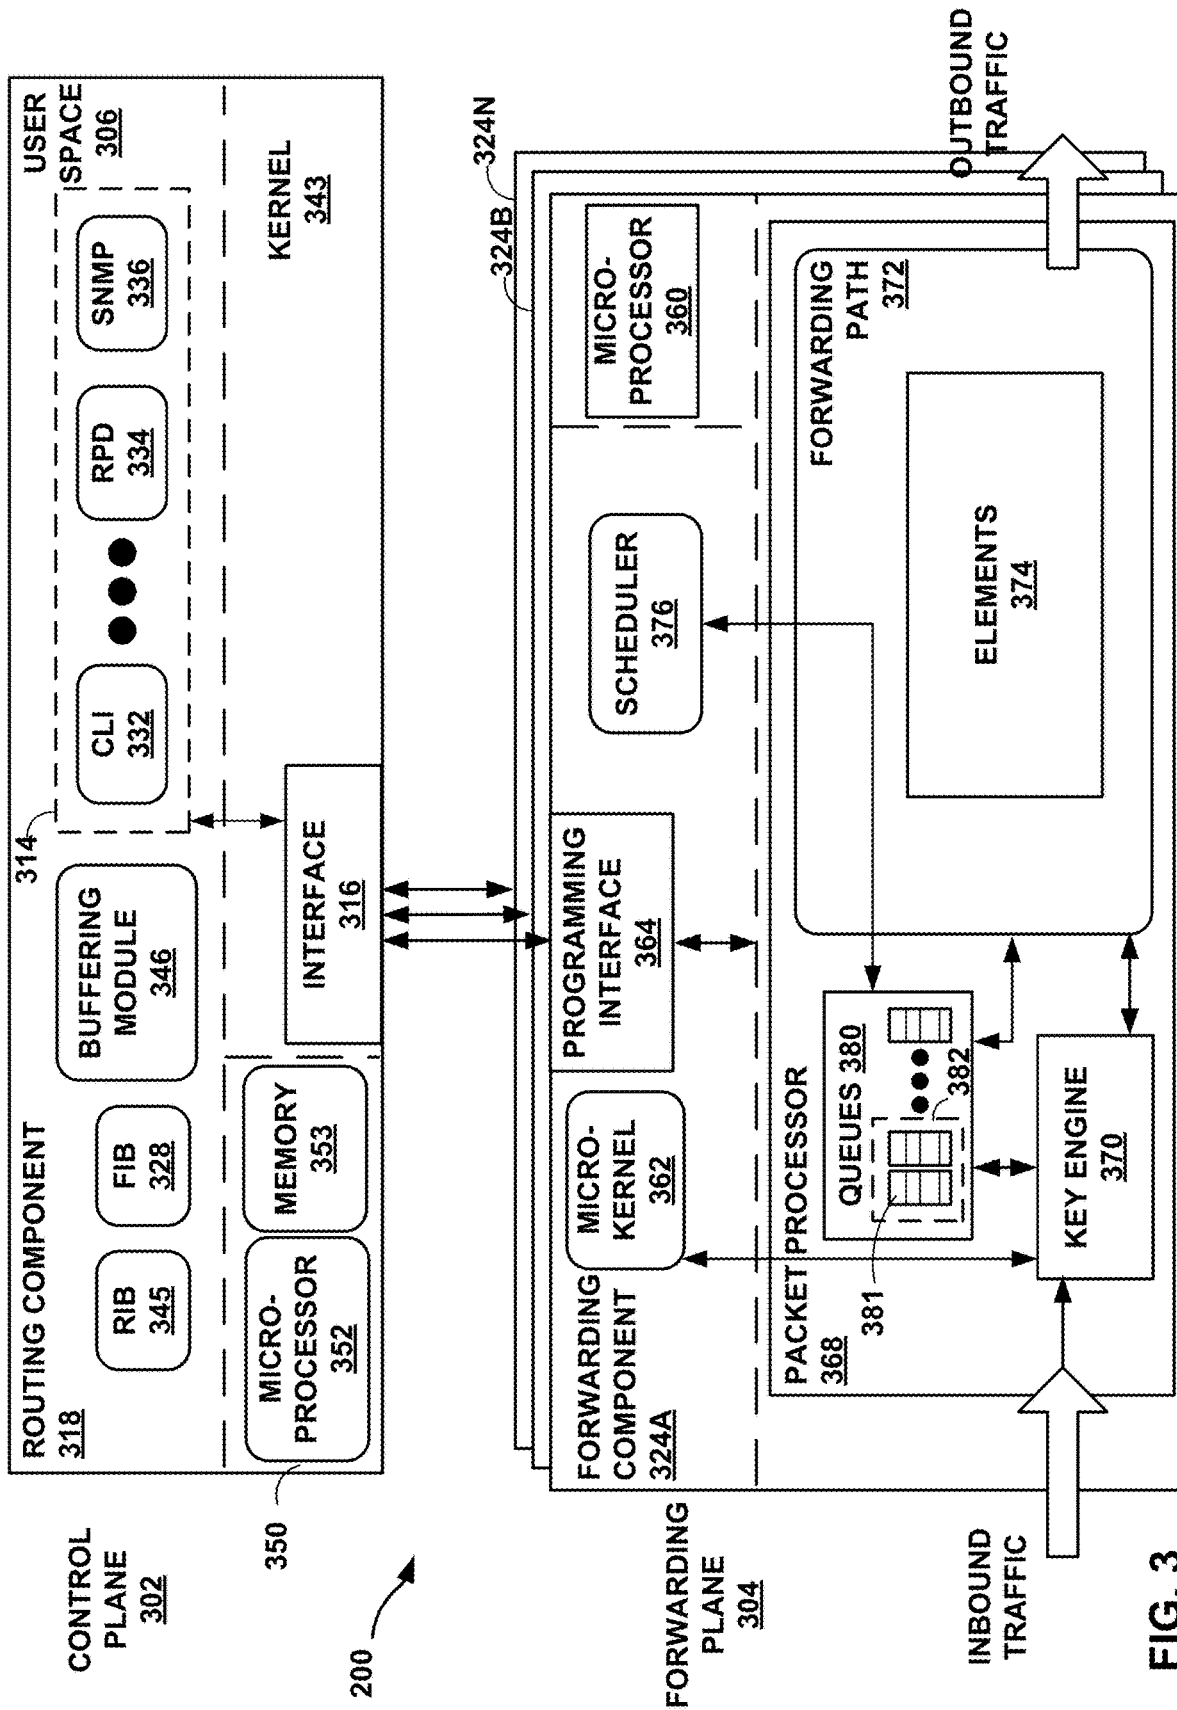 CONTROL
PLANE
302
ROUTING COMPONENT
318
RIB
345
FIB
328
BUFFERING
MODULE
346
314
CLI
332
RPD
334
SNMP
336
USER
SPACE
306
350
MICRO-
PROCESSOR
352
MEMORY
353
INTERFACE
316
KERNEL
343
200
324B
324N
FORWARDING
PLANE
304
FORWARDING
COMPONENT
324A
MICRO-
KERNEL
362
PROGRAMMING
INTERFACE
364
SCHEDULER
376
MICRO-
PROCESSOR
360
PACKET PROCESSOR
368
381
QUEUES 380
382
KEY ENGINE
370
FORWARDING
PATH
372
ELEMENTS
374
INBOUND
TRAFFIC
OUTBOUND
TRAFFIC
FIG. 3